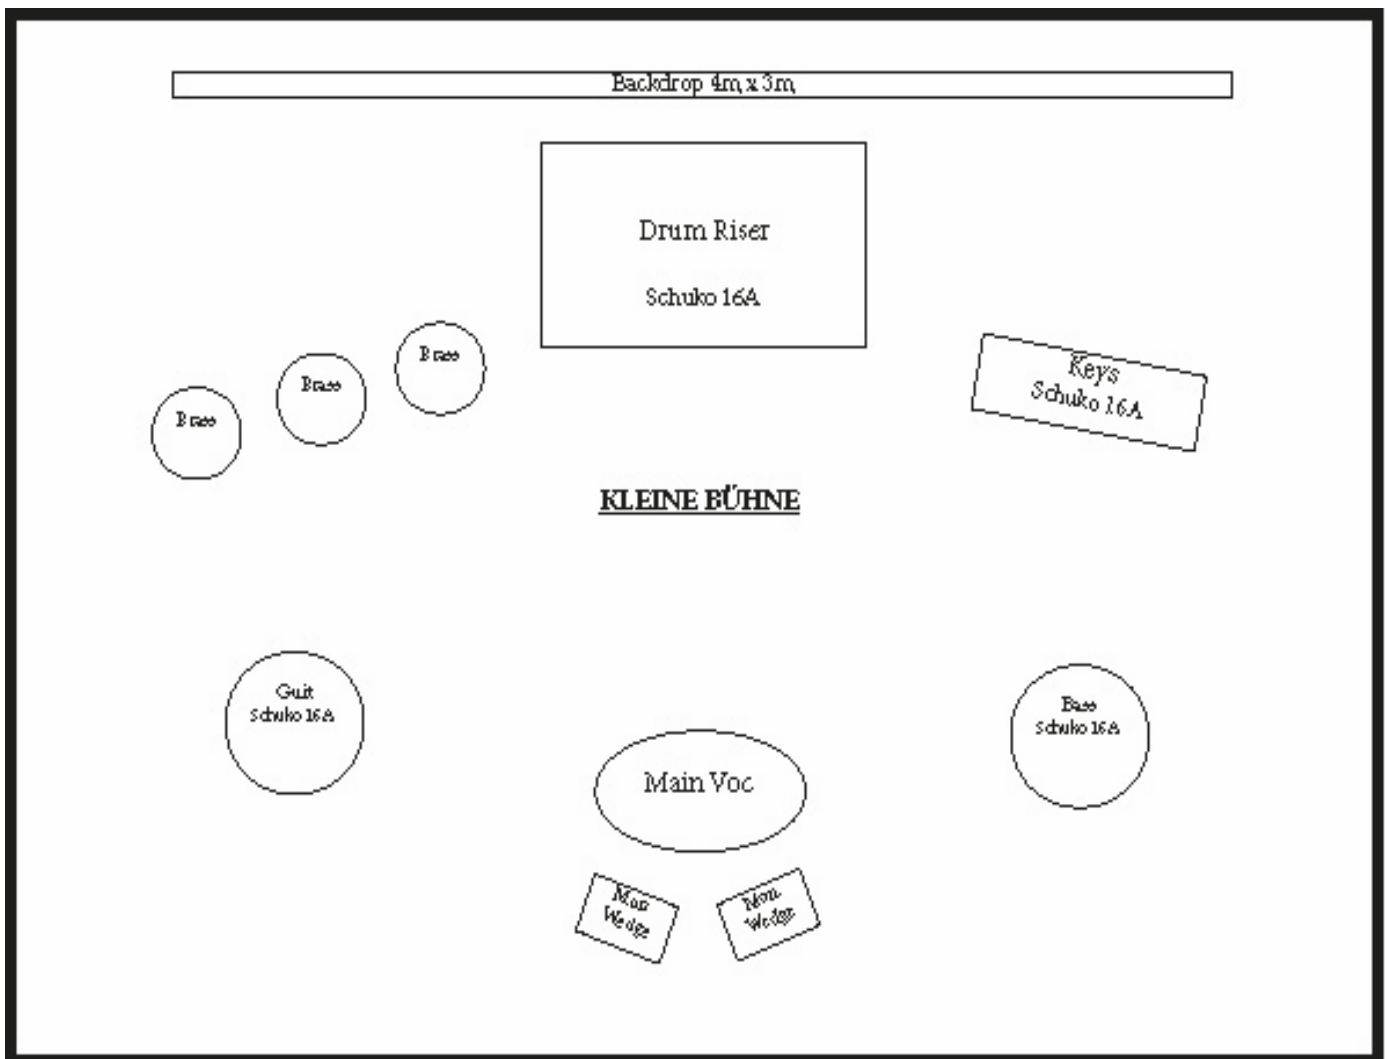 Backdrop 4m x 3m
Drum Riser
Schuko 16A
Brass
Brass
Brass
Keys
Schuko 16A
KLEINE BÜHNE
Guit
Schuko 16A
Bass
Schuko 16A
Main Voc
Mon
Wedge
Mon
Wedge